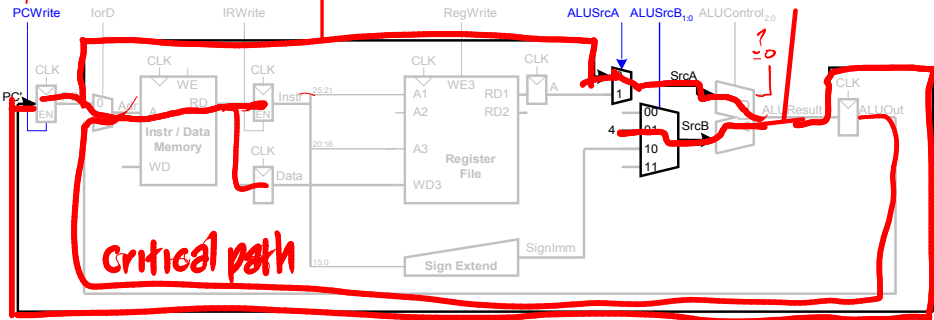 PCWrite IorD IRWrite RegWrite ALUSrcA ALUSrcB1:0 ALUControl2:0
? = 0
CLK CLK CLK CLK CLK
PC' EN
0 Adr
WE
A RD
Instr / Data
Memory
WD
EN
Instr 25:21
20:16
15:0
CLK
Data
A1 WE3 RD1
A2 RD2
A3
WD3
Register
File
A
1
SrcA
4
00
01
10
11
SrcB
ALUResult ALUOut
SignImm
Sign Extend
Critical path